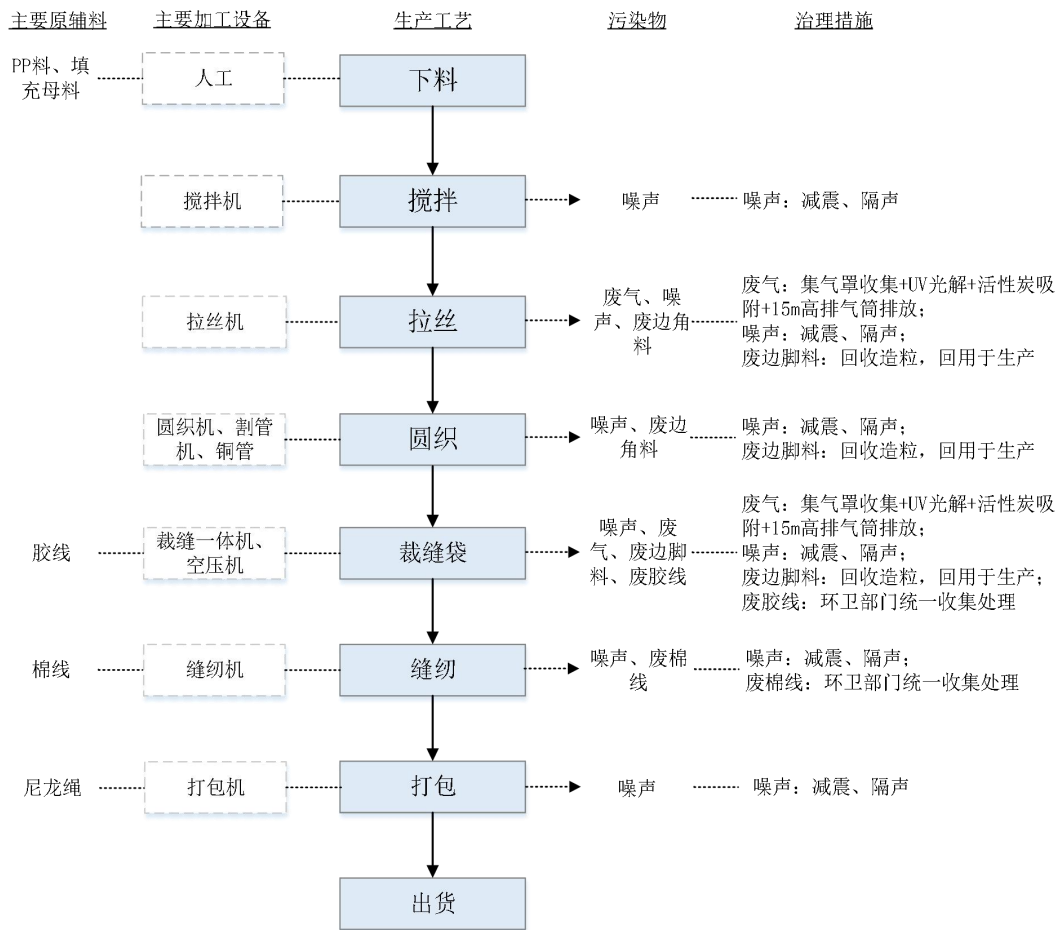 主要原辅料
主要加工设备
生产工艺
污染物
治理措施
PP料、填
充母料
人工
下料
搅拌机
搅拌
噪声
噪声：减震、隔声
拉丝机
拉丝
废气、噪
声、废边角
料
废气：集气罩收集+UV光解+活性炭吸
附+15m高排气筒排放；
噪声：减震、隔声；
废边脚料：回收造粒，回用于生产
圆织机、割管
机、铜管
圆织
噪声、废边
角料
噪声：减震、隔声；
废边脚料：回收造粒，回用于生产
胶线
裁缝一体机、
空压机
裁缝袋
噪声、废
气、废边脚
料、废胶线
废气：集气罩收集+UV光解+活性炭吸
附+15m高排气筒排放；
噪声：减震、隔声；
废边脚料：回收造粒，回用于生产；
废胶线：环卫部门统一收集处理
棉线
缝纫机
缝纫
噪声、废棉
线
噪声：减震、隔声；
废棉线：环卫部门统一收集处理
尼龙绳
打包机
打包
噪声
噪声：减震、隔声
出货